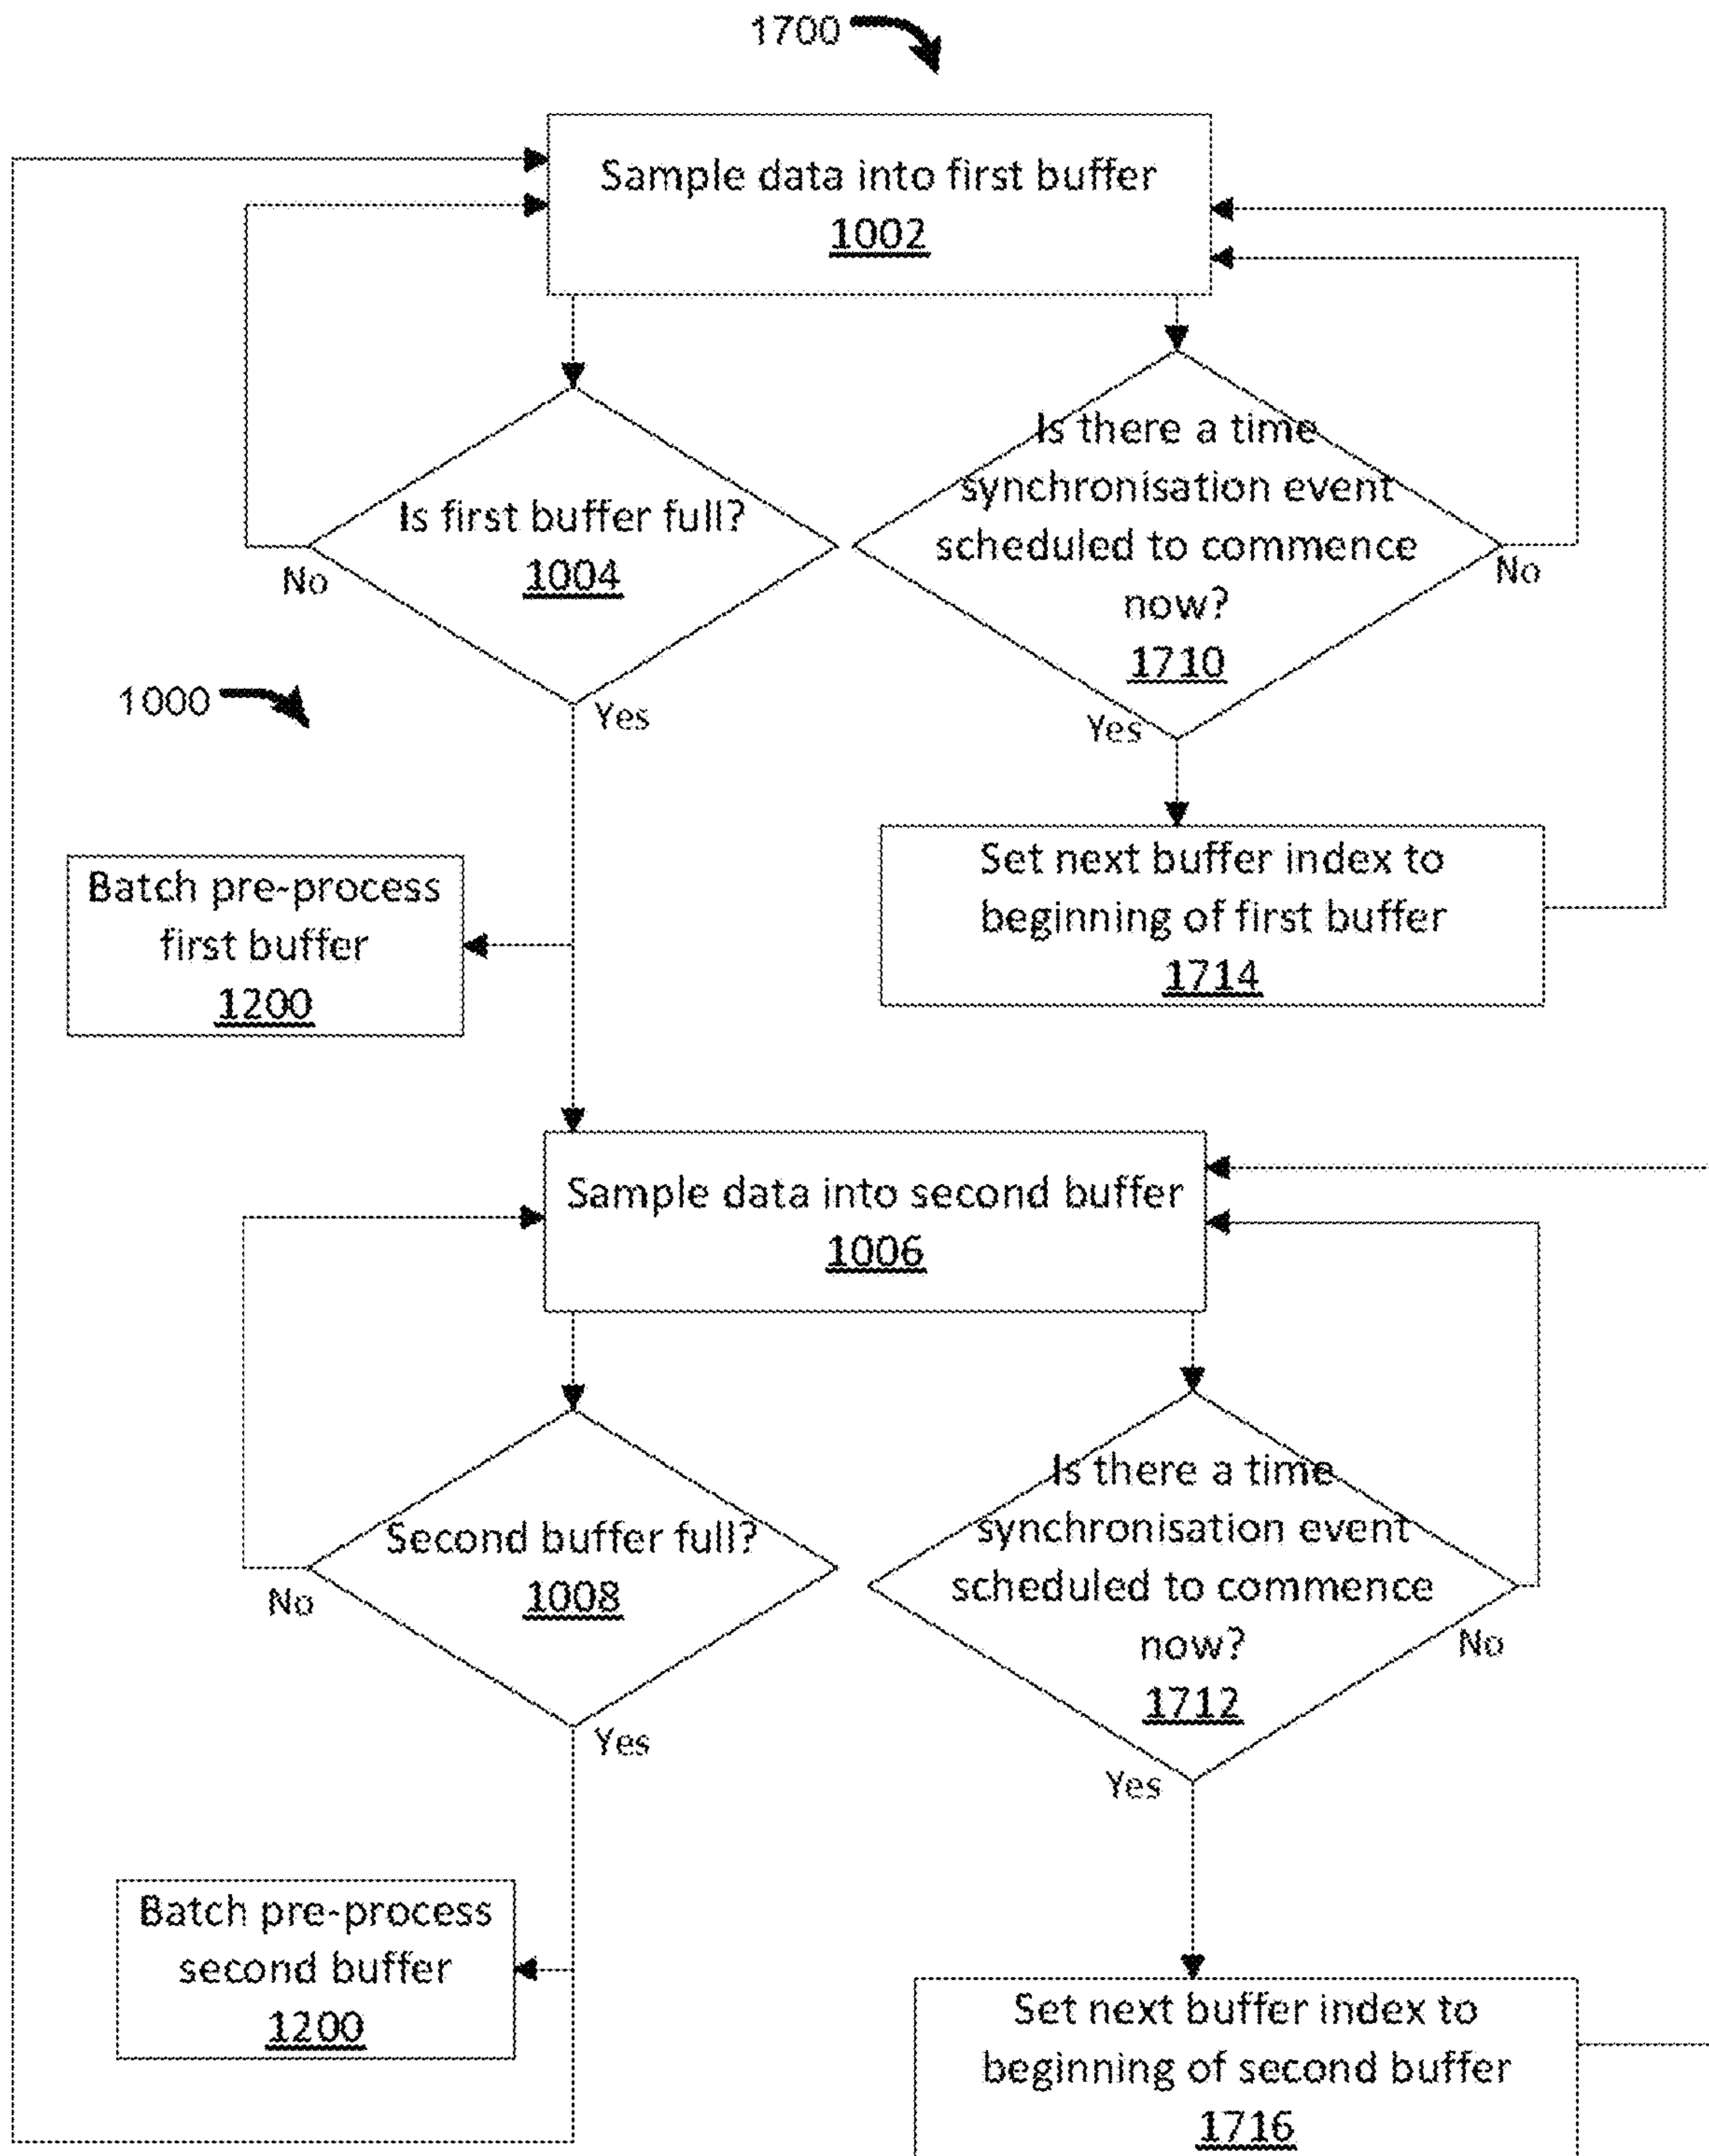 1700
Sample data into first buffer
1002
Is first buffer full?
1004
No
Yes
Is there a time
synchronisation event
scheduled to commence
now?
1710
No
Yes
1000
Batch pre-process
first buffer
1200
Set next buffer index to
beginning of first buffer
1714
Sample data into second buffer
1006
Second buffer full?
1008
No
Yes
Is there a time
synchronisation event
scheduled to commence
now?
1712
No
Yes
Batch pre-process
second buffer
1200
Set next buffer index to
beginning of second buffer
1716